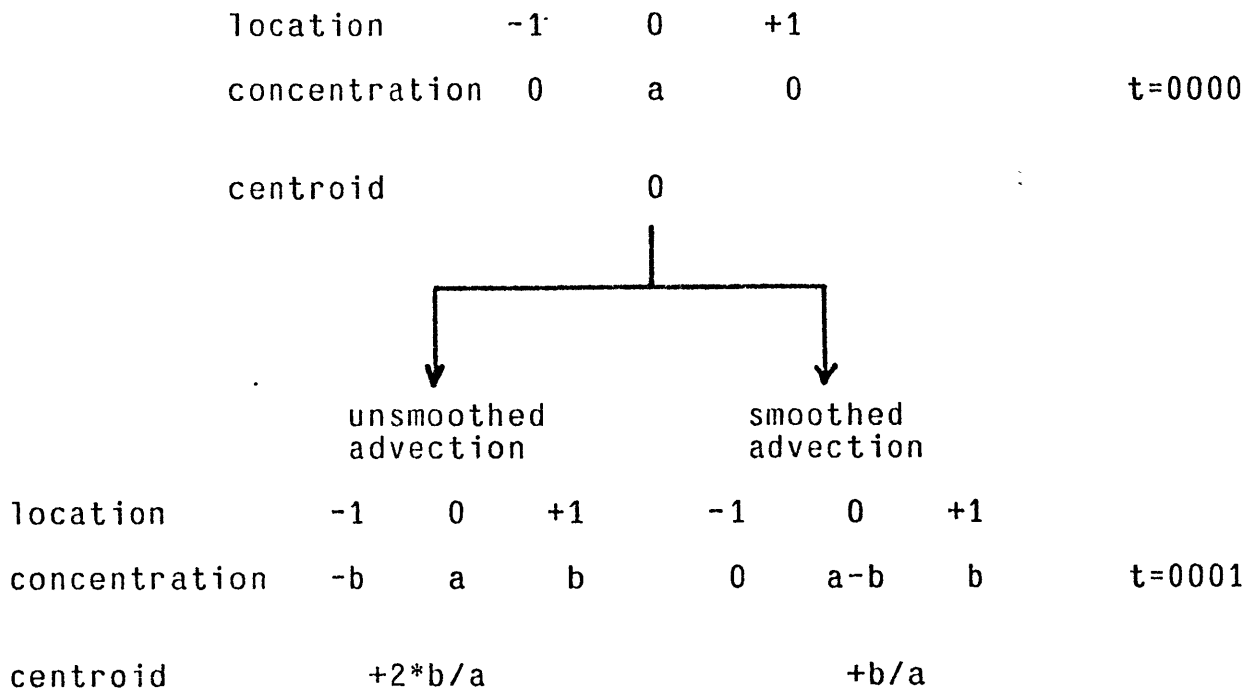 location -1 0 +1
concentration 0 a 0 t=0000
centroid 0
unsmoothed smoothed
advection advection
location -1 0 +1 -1 0 +1
concentration -b a b 0 a-b b t=0001
centroid +2*b/a +b/a